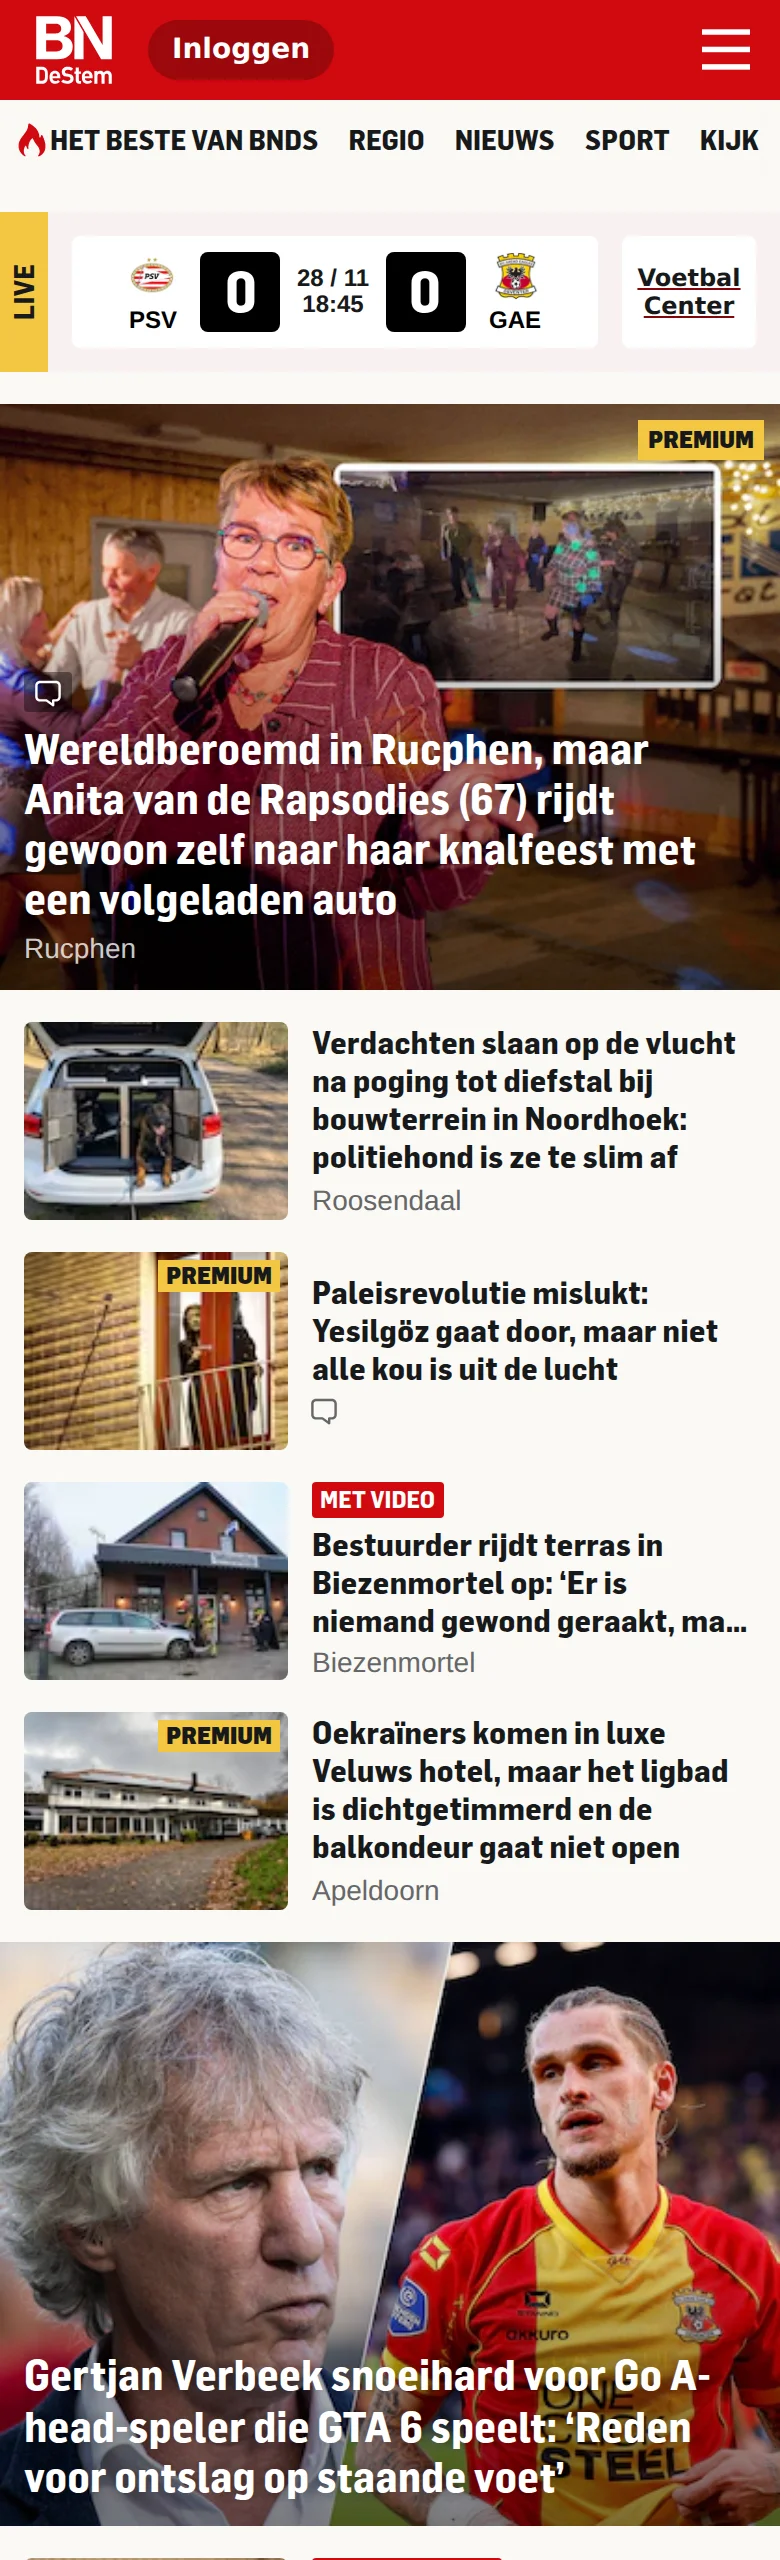 BN
DeStem
Inloggen
HET BESTE VAN BNDS REGIO NIEUWS SPORT KIJK
LIVE
PSV
PSV
0
28 / 11
18:45
0
GAE
Voetbal
Center
PREMIUM
Wereldberoemd in Rucphen, maar
Anita van de Rapsodies (67) rijdt
gewoon zelf naar haar knalfeest met
een volgeladen auto
Rucphen
Verdachten slaan op de vlucht
na poging tot diefstal bij
bouwterrein in Noordhoek:
politiehond is ze te slim af
Roosendaal
PREMIUM
Paleisrevolutie mislukt:
Yesilgöz gaat door, maar niet
alle kou is uit de lucht
MET VIDEO
Bestuurder rijdt terras in
Biezenmortel op: ‘Er is
niemand gewond geraakt, ma...
Biezenmortel
PREMIUM
Oekraïners komen in luxe
Veluws hotel, maar het ligbad
is dichtgetimmerd en de
balkondeur gaat niet open
Apeldoorn
STANNO
akkuro
ONE
STEEL
Gertjan Verbeek snoeihard voor Go A-
head-speler die GTA 6 speelt: ‘Reden
voor ontslag op staande voet’